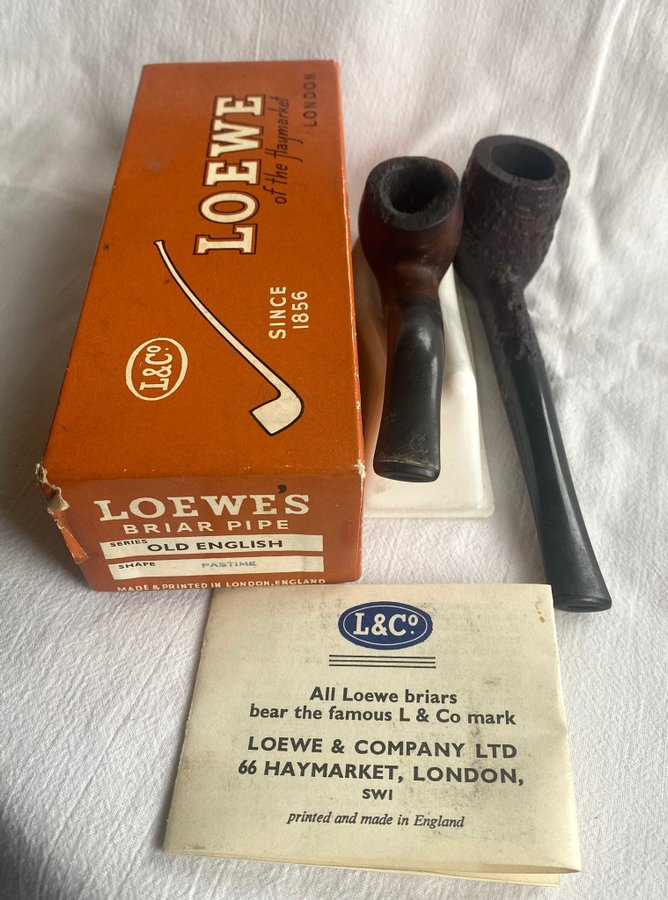 LOEWE
of the Haymarket
LONDON
SINCE
1856
L&Co
LOEWE'S
BRIAR PIPE
SERIES OLD ENGLISH
SHAPE PASTIME
MADE & PRINTED IN LONDON, ENGLAND
L&Co.
All Loewe briars
bear the famous L & Co mark
LOEWE & COMPANY LTD
66 HAYMARKET, LONDON,
SW1
printed and made in England